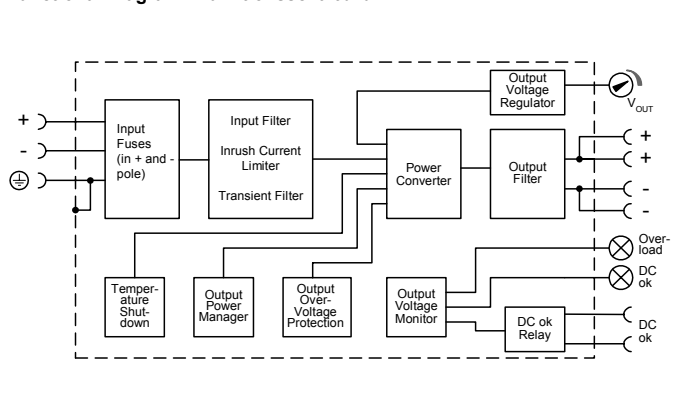 Output
Voltage
Regulator
V OUT
+
-
Input
Fuses
(in + and -
pole)
Input Filter
Inrush Current
Limiter
Transient Filter
Power
Converter
Output
Filter
+
+
-
-
Over-
load
DC
ok
Temper-
ature
Shut-
down
Output
Power
Manager
Output
Over-
Voltage
Protection
Output
Voltage
Monitor
DC ok
Relay
DC
ok